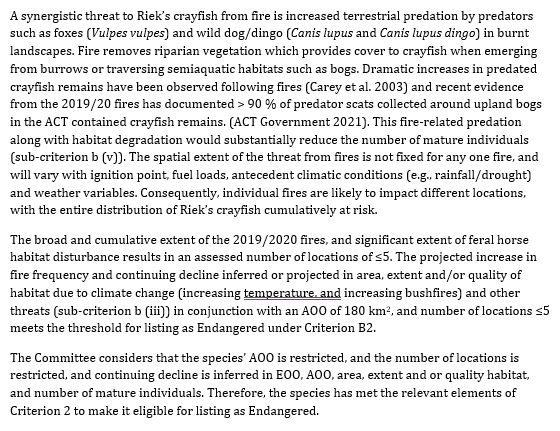 A synergistic threat to Riek's crayfish from fire is increased terrestrial predation by predators
such as foxes (Vulpes vulpes) and wild dog/dingo (Canis lupus and Canis lupus dingo) in burnt
landscapes. Fire removes riparian vegetation which provides cover to crayfish when emerging
from burrows or traversing semiaquatic habitats such as bogs. Dramatic increases in predated
crayfish remains have been observed following fires (Carey et al. 2003) and recent evidence
from the 2019/20 fires has documented > 90 % of predator scats collected around upland bogs
in the ACT contained crayfish remains. (ACT Government 2021). This fire-related predation
along with habitat degradation would substantially reduce the number of mature individuals
(sub-criterion b (v)). The spatial extent of the threat from fires is not fixed for any one fire, and
will vary with ignition point, fuel loads, antecedent climatic conditions (e.g., rainfall/drought)
and weather variables. Consequently, individual fires are likely to impact different locations,
with the entire distribution of Riek's crayfish cumulatively at risk.
The broad and cumulative extent of the 2019/2020 fires, and significant extent of feral horse
habitat disturbance results in an assessed number of locations of ≤5. The projected increase in
fire frequency and continuing decline inferred or projected in area, extent and/or quality of
habitat due to climate change (increasing temperature. and increasing bushfires) and other
threats (sub-criterion b (iii)) in conjunction with an AOO of 180 km², and number of locations ≤5
meets the threshold for listing as Endangered under Criterion B2.
The Committee considers that the species' AOO is restricted, and the number of locations is
restricted, and continuing decline is inferred in EOO, AOO, area, extent and or quality habitat,
and number of mature individuals. Therefore, the species has met the relevant elements of
Criterion 2 to make it eligible for listing as Endangered.